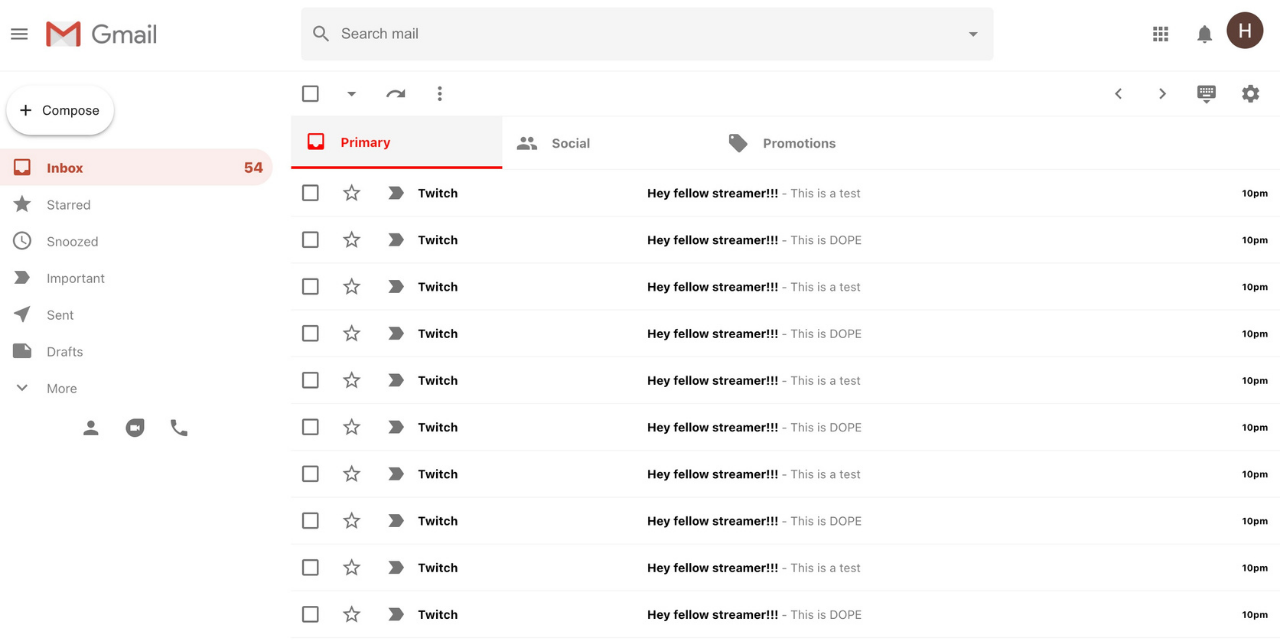 Gmail
Search mail
H
Compose
Inbox 54
Starred
Snoozed
Important
Sent
Drafts
More
Primary Social Promotions
Twitch Hey fellow streamer!!! - This is a test 10pm
Twitch Hey fellow streamer!!! - This is DOPE 10pm
Twitch Hey fellow streamer!!! - This is a test 10pm
Twitch Hey fellow streamer!!! - This is DOPE 10pm
Twitch Hey fellow streamer!!! - This is a test 10pm
Twitch Hey fellow streamer!!! - This is DOPE 10pm
Twitch Hey fellow streamer!!! - This is a test 10pm
Twitch Hey fellow streamer!!! - This is DOPE 10pm
Twitch Hey fellow streamer!!! - This is a test 10pm
Twitch Hey fellow streamer!!! - This is DOPE 10pm